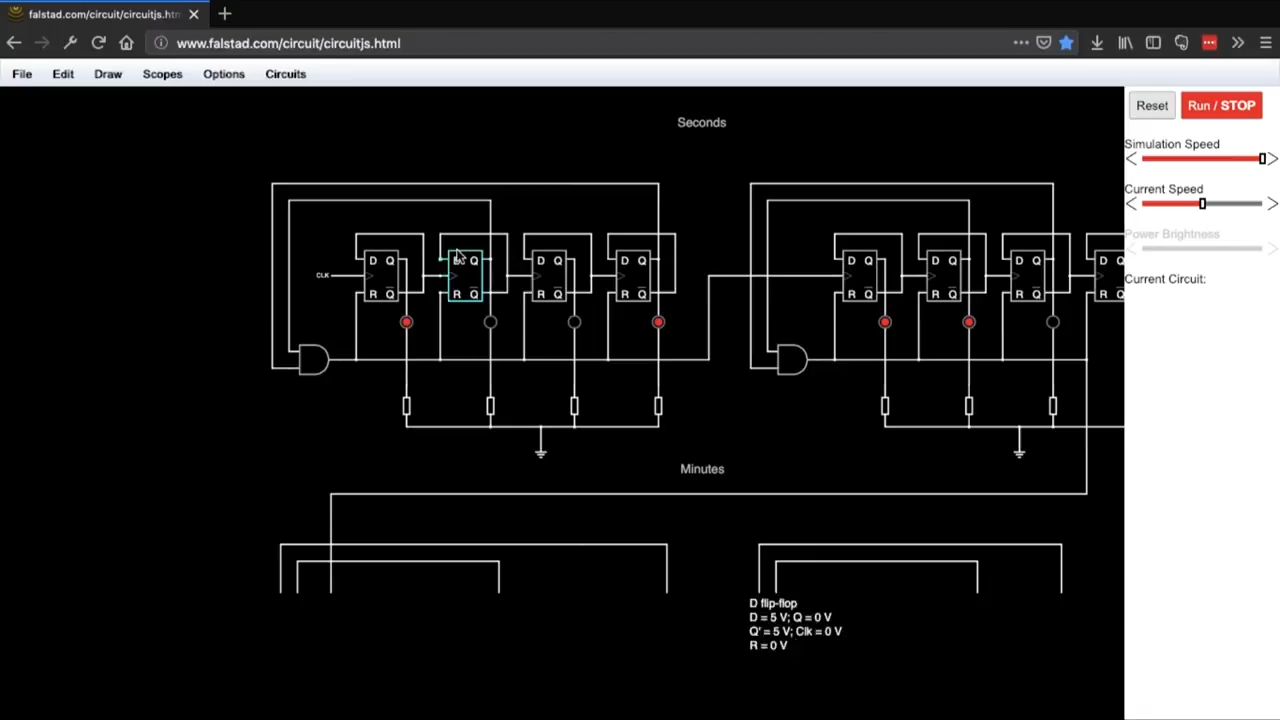 falstad.com/circuit/circuitjs.htm
www.falstad.com/circuit/circuitjs.html
File Edit Draw Scopes Options Circuits
Reset Run / STOP
Simulation Speed
Current Speed
Power Brightness
Current Circuit:
Seconds
CLK
D Q
R Q
Q
R Q
D Q
R Q
D Q
R Q
D Q
R Q
D Q
R Q
D Q
R Q
D Q
R Q
Minutes
D flip-flop
D = 5 V; Q = 0 V
Q' = 5 V; Clk = 0 V
R = 0 V